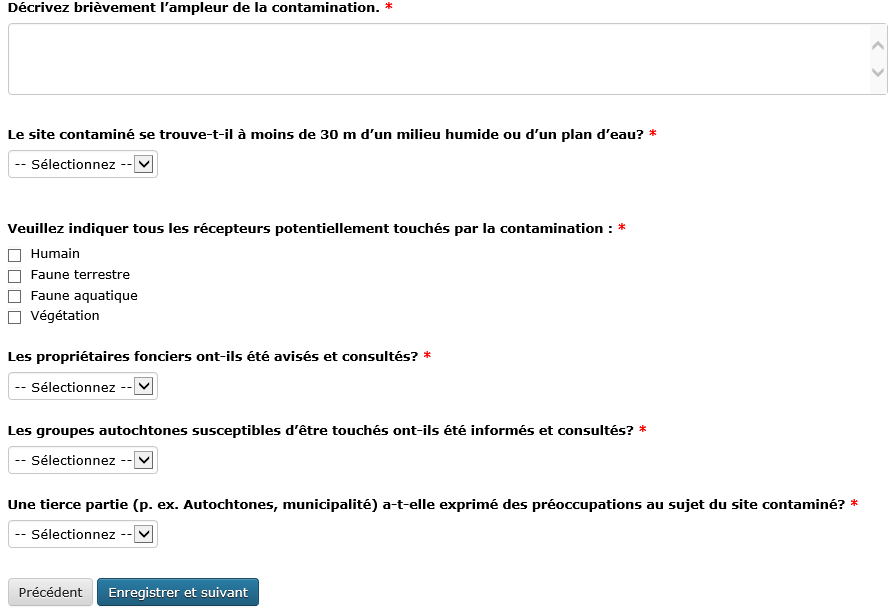 Décrivez brièvement l’ampleur de la contamination. *
Le site contaminé se trouve-t-il à moins de 30 m d’un milieu humide ou d’un plan d’eau? *
-- Sélectionnez --
Veuillez indiquer tous les récepteurs potentiellement touchés par la contamination : *
Humain
Faune terrestre
Faune aquatique
Végétation
Les propriétaires fonciers ont-ils été avisés et consultés? *
-- Sélectionnez --
Les groupes autochtones susceptibles d’être touchés ont-ils été informés et consultés? *
-- Sélectionnez --
Une tierce partie (p. ex. Autochtones, municipalité) a-t-elle exprimé des préoccupations au sujet du site contaminé? *
-- Sélectionnez --
Précédent Enregistrer et suivant